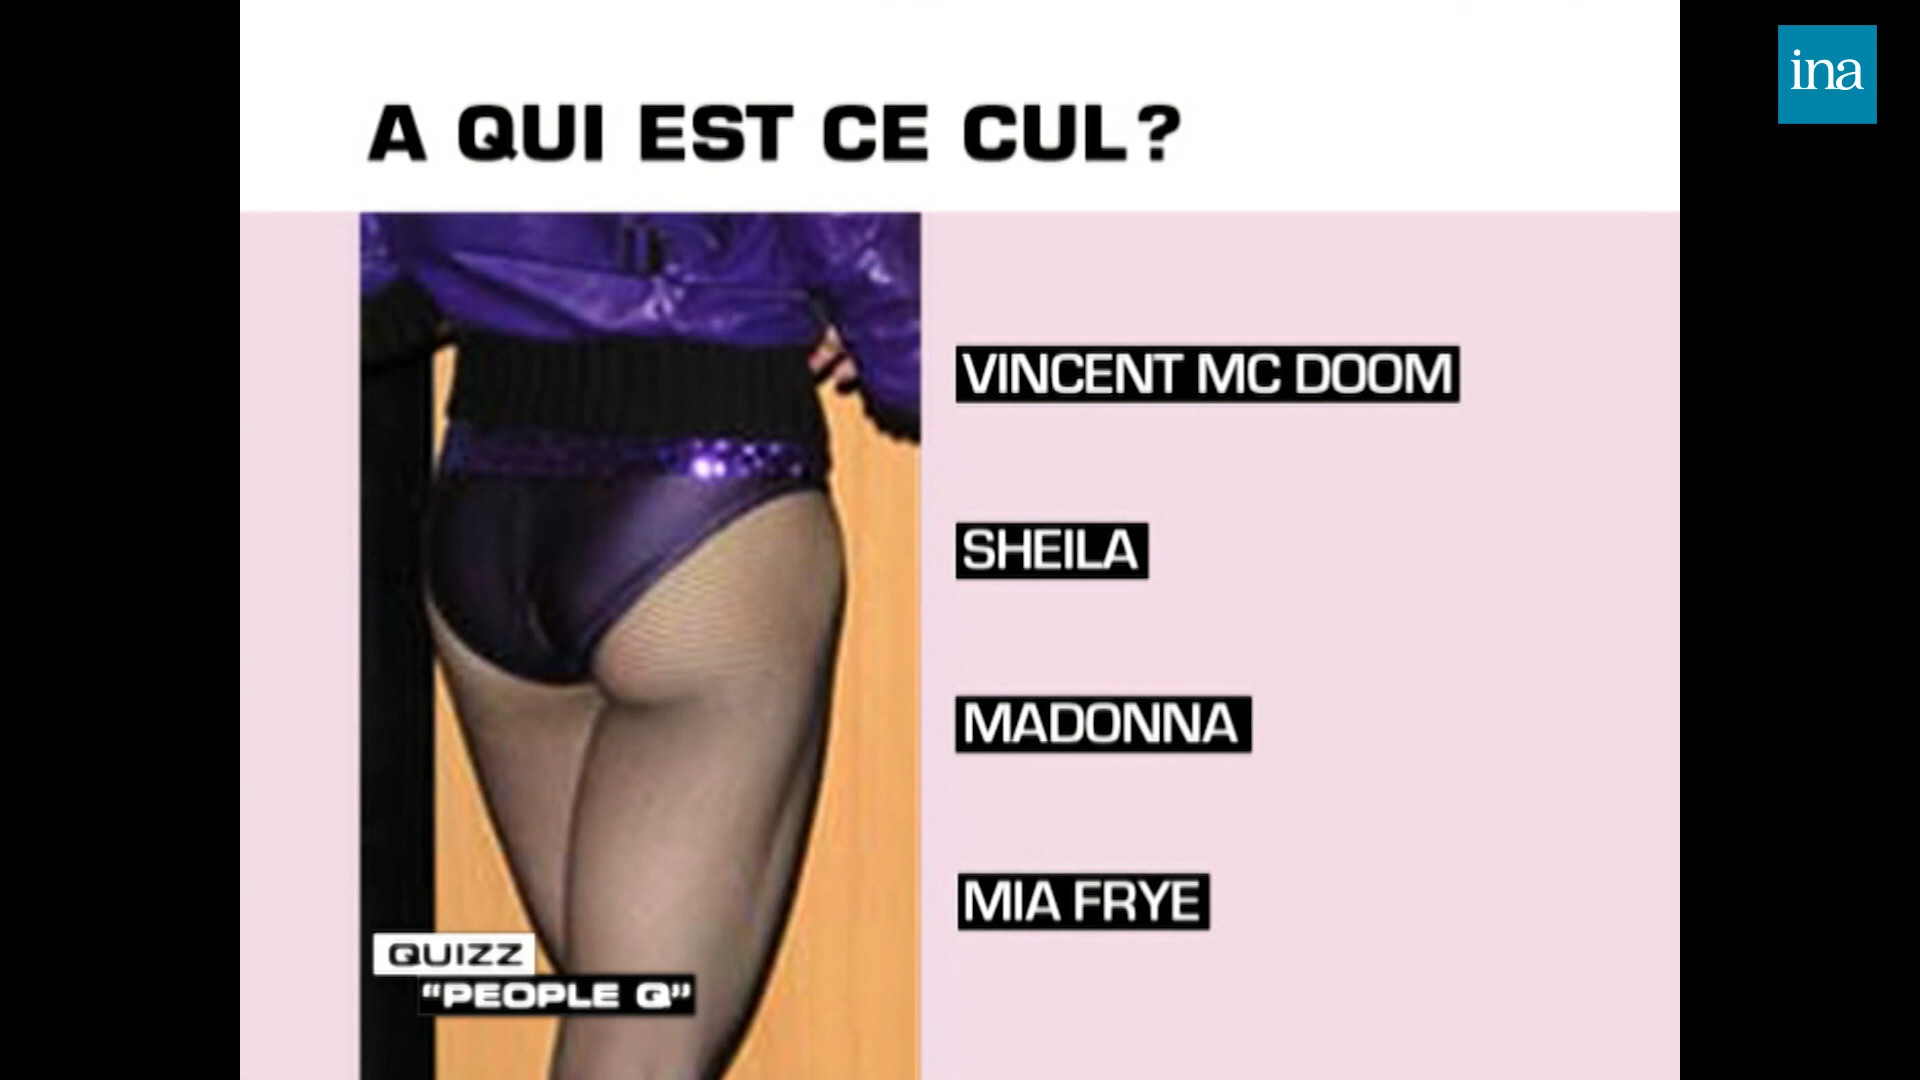 ina
A QUI EST CE CUL?
VINCENT MC DOOM
SHEILA
MADONNA
MIA FRYE
QUIZZ
“PEOPLE Q”